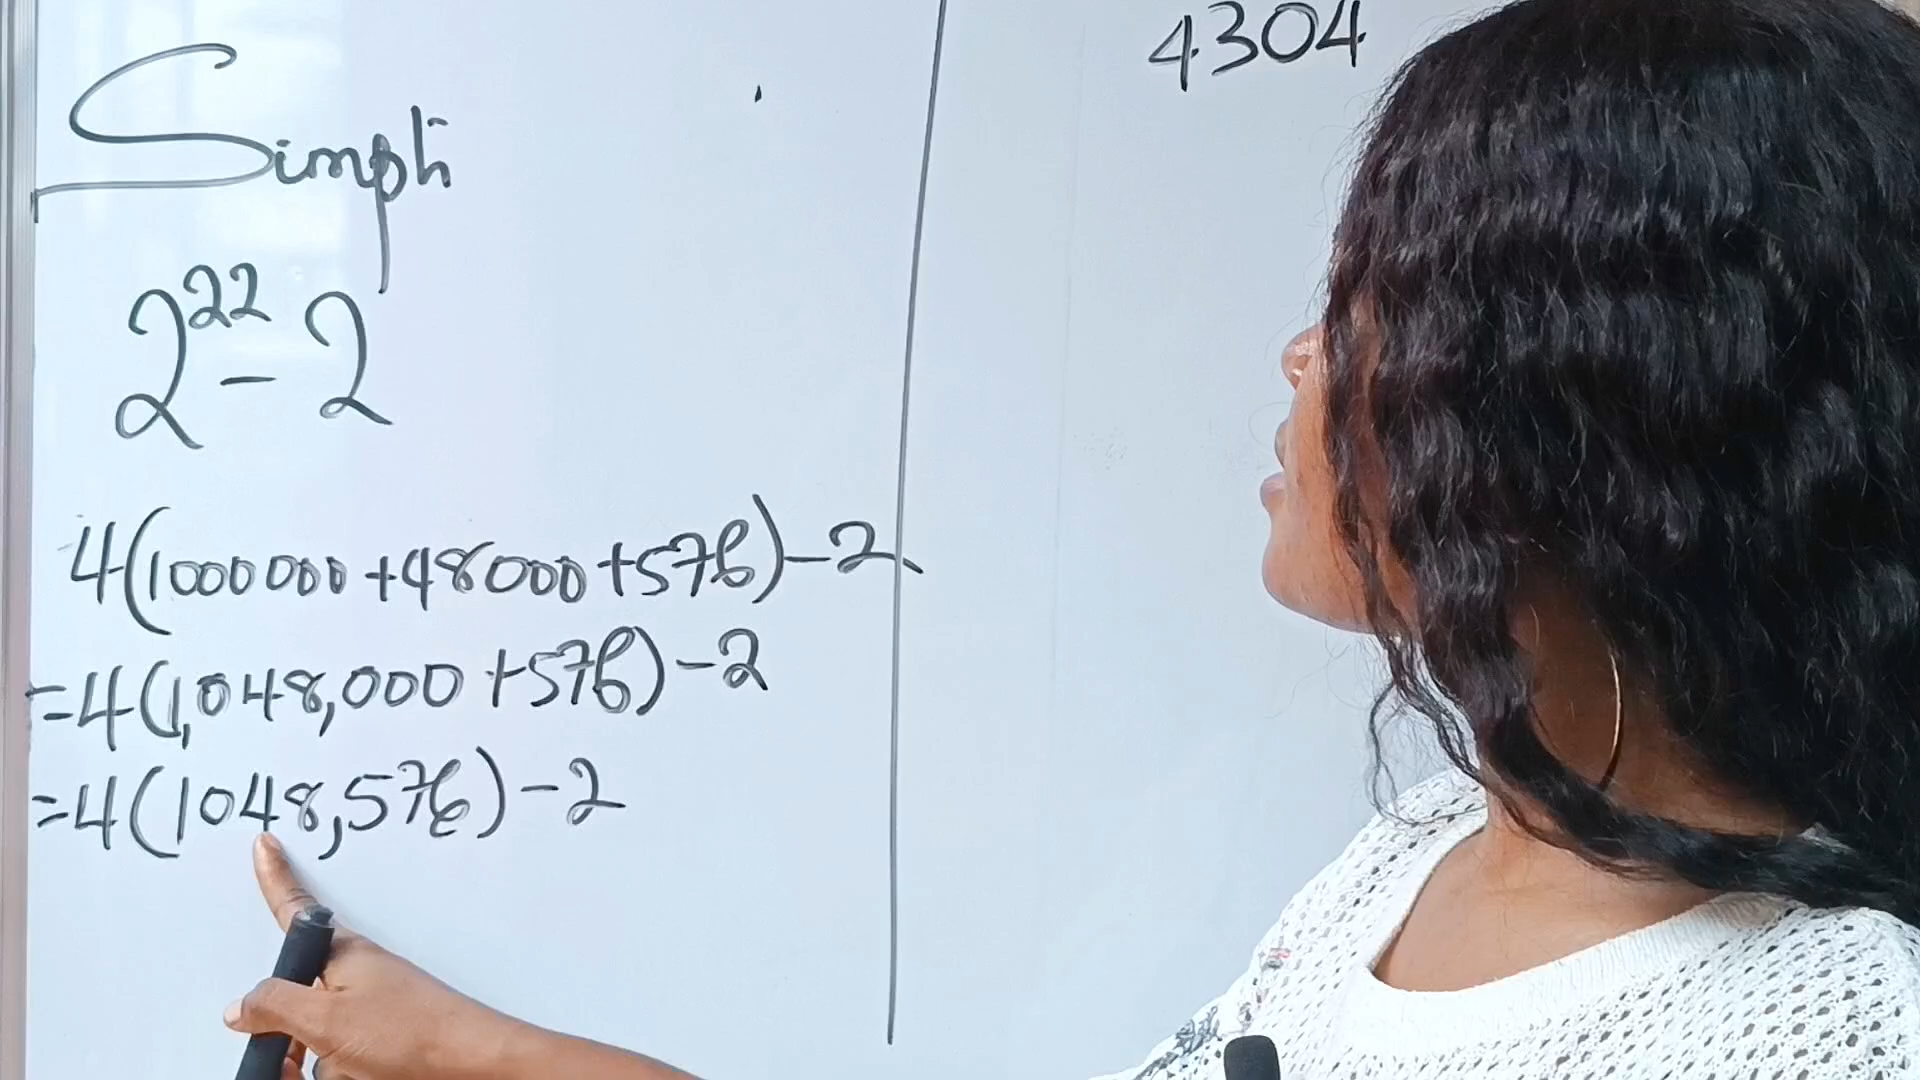 Simpli
2²² - 2
4(1000000+48000+576)-2
=4(1,048,000+576)-2
=4(1048,576)-2
4304